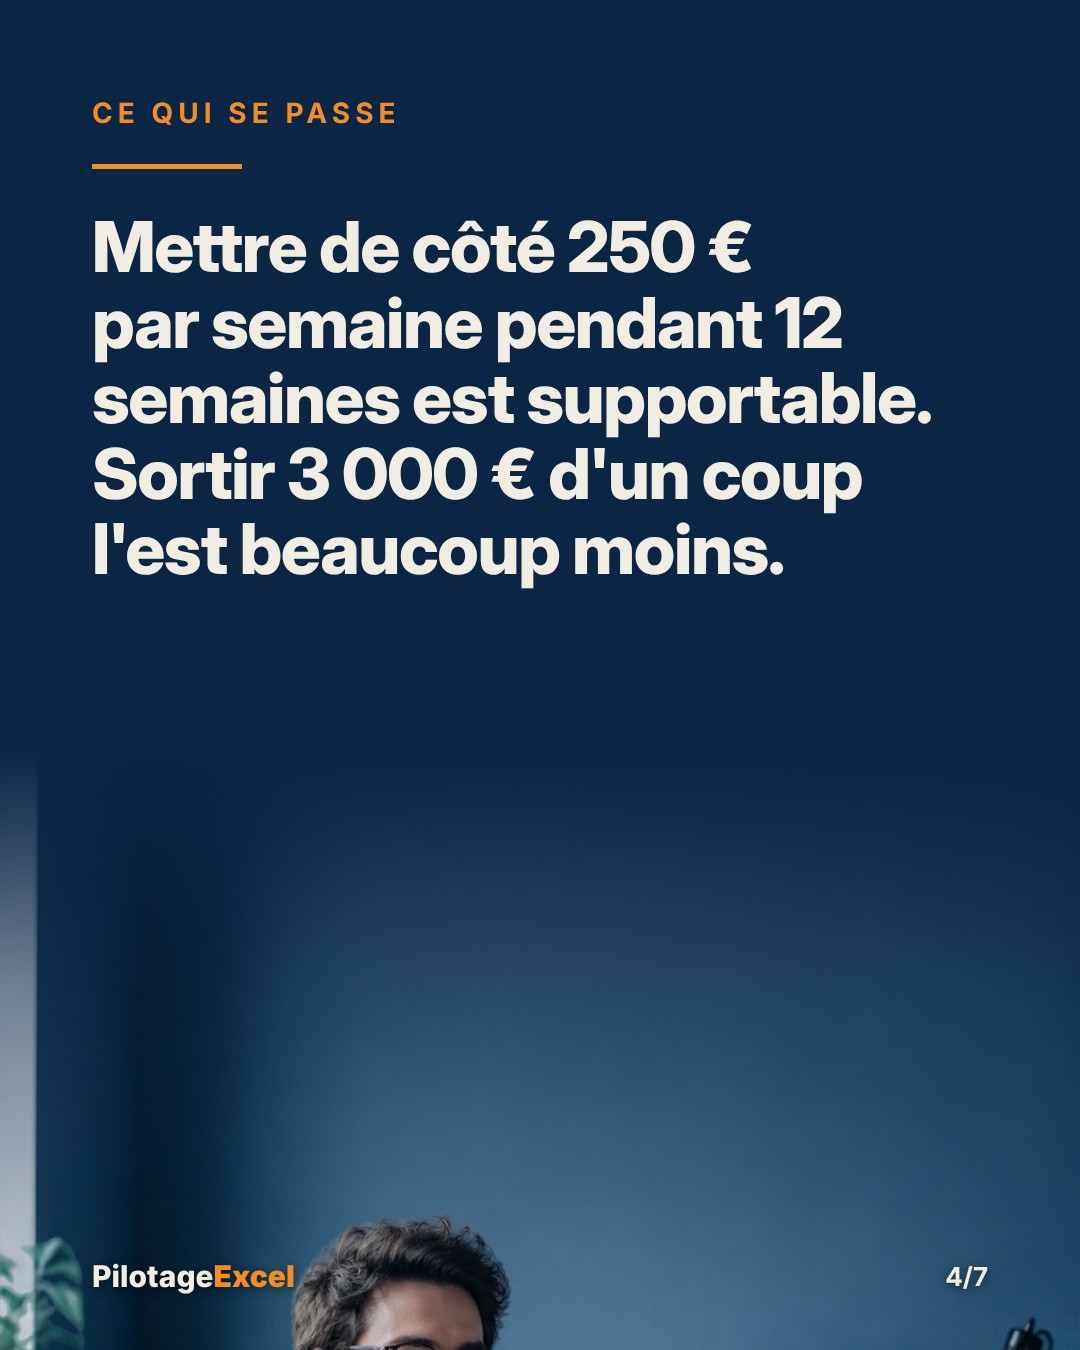 CE QUI SE PASSE
Mettre de côté 250 €
par semaine pendant 12
semaines est supportable.
Sortir 3 000 € d'un coup
l'est beaucoup moins.
PilotageExcel
4/7